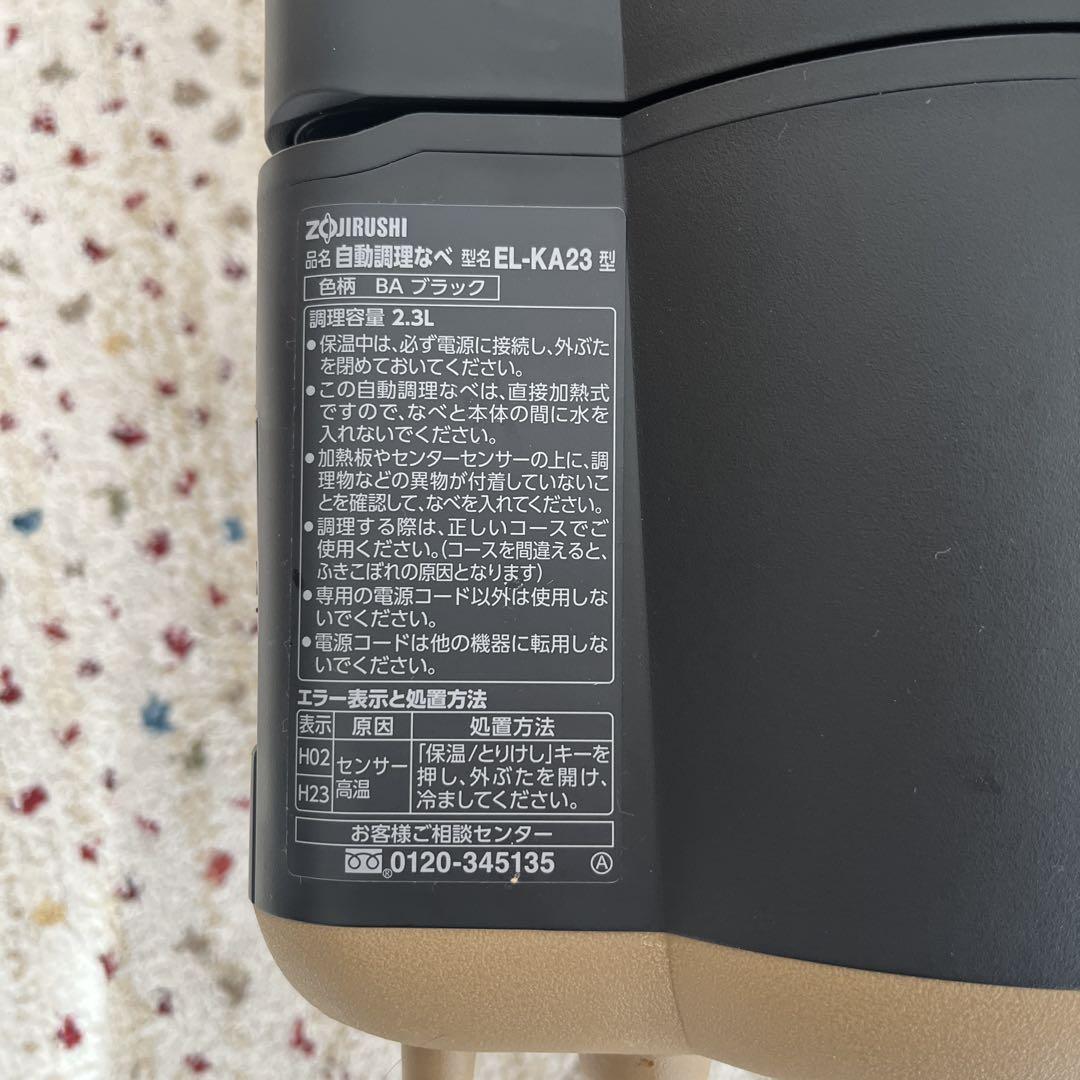 ZOJIRUSHI
品名 自動調理なべ 型名 EL-KA23 型
色柄 BA ブラック
調理容量 2.3L
●保温中は、必ず電源に接続し、外ぶた
を閉めておいてください。
●この自動調理なべは、直接加熱式
ですので、なべと本体の間に水を
入れないでください。
●加熱板やセンターセンサーの上に、調
理物などの異物が付着していないこ
とを確認して、なべを入れてください。
●調理する際は、正しいコースでご
使用ください。(コースを間違えると、
ふきこぼれの原因となります)
●専用の電源コード以外は使用しな
いでください。
●電源コードは他の機器に転用しな
いでください。
エラー表示と処置方法
表示 原因 処置方法
H02 センサー 「保温/とりけし」キーを
押し、外ぶたを開け、
H23 高温 冷ましてください。
お客様ご相談センター
® 0120-345135 Ⓐ